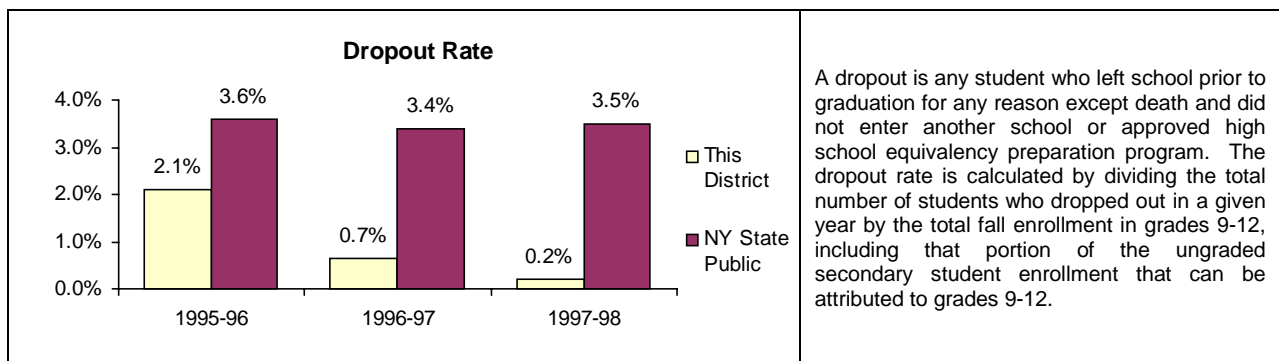 Dropout Rate
4.0%
3.0%
2.0%
1.0%
0.0%
2.1%
3.6%
0.7%
3.4%
0.2%
3.5%
1995-96
1996-97
1997-98
This
District
NY State
Public
A dropout is any student who left school prior to
graduation for any reason except death and did
not enter another school or approved high
school equivalency preparation program. The
dropout rate is calculated by dividing the total
number of students who dropped out in a given
year by the total fall enrollment in grades 9-12,
including that portion of the ungraded
secondary student enrollment that can be
attributed to grades 9-12.